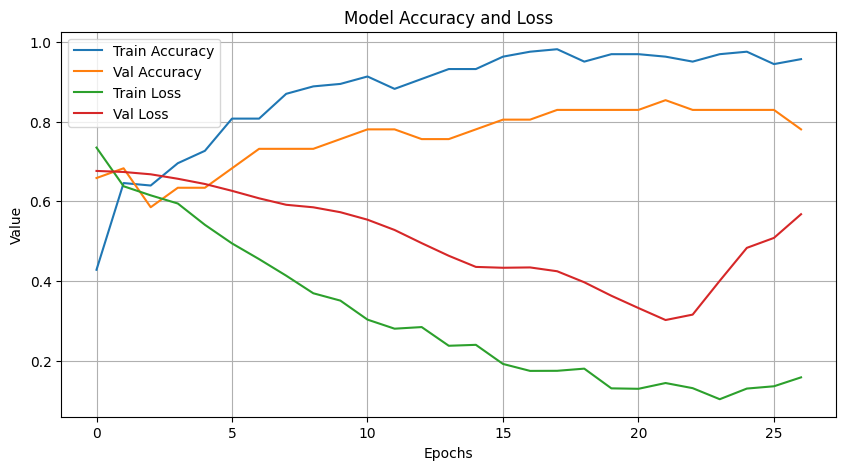 Model Accuracy and Loss
Train Accuracy
Val Accuracy
Train Loss
Val Loss
1.0
0.8
0.6
0.4
0.2
Value
0
5
10
15
20
25
Epochs